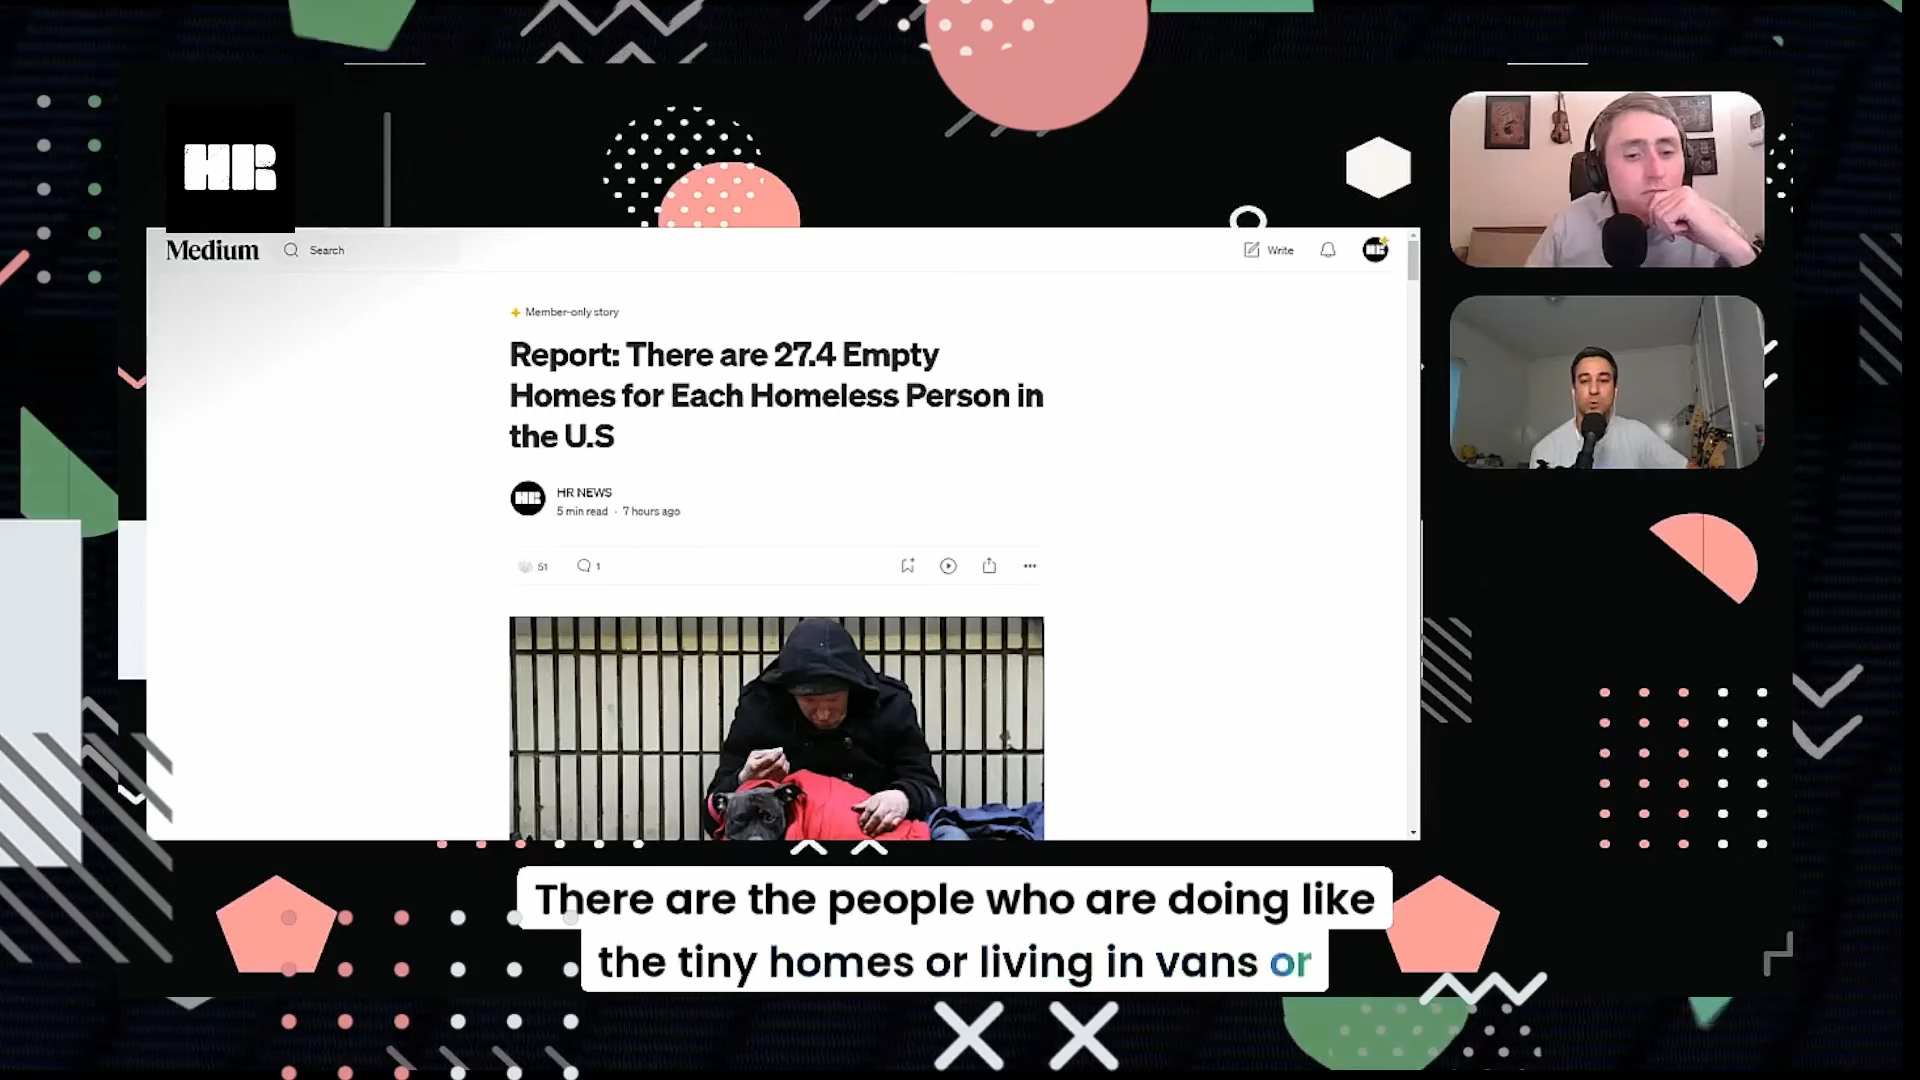 HR
Medium
Search
Write
HR
Member-only story
Report: There are 27.4 Empty
Homes for Each Homeless Person in
the U.S
HR
HR NEWS
5 min read · 7 hours ago
51
1
There are the people who are doing like
the tiny homes or living in vans or